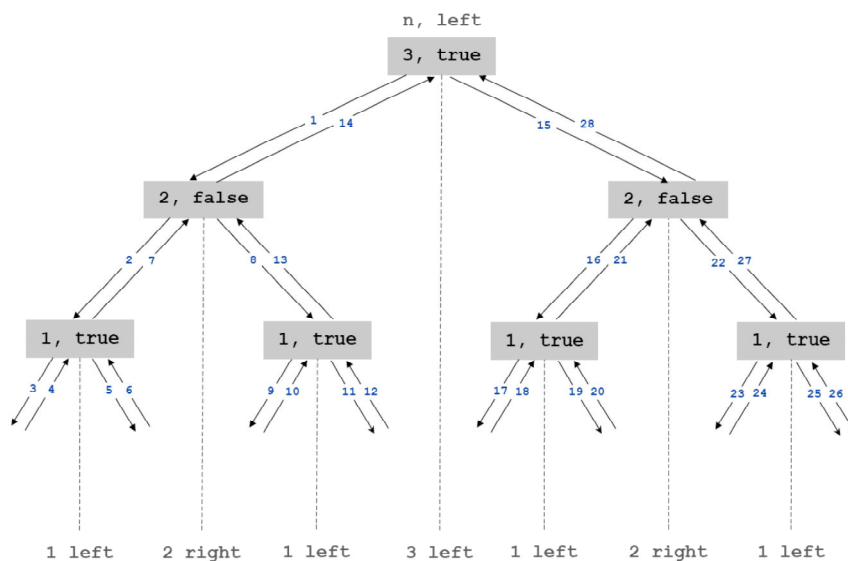 n, left
3, true
1 14 15 28
2, false 2, false
2 7 8 13 16 21 22 27
1, true 1, true 1, true 1, true
3 4 5 6 9 10 11 12 17 18 19 20 23 24 25 26
1 left 2 right 1 left 3 left 1 left 2 right 1 left